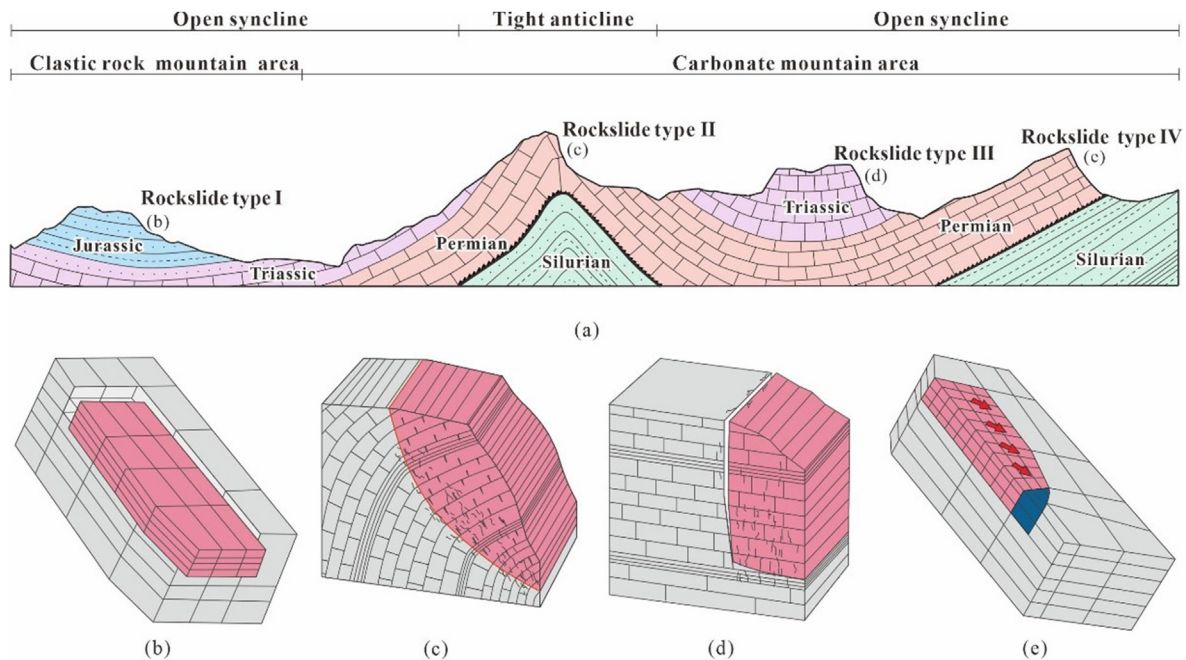 Open syncline Tight anticline Open syncline
Clastic rock mountain area Carbonate mountain area
Rockslide type II
(c)
Rockslide type IV
(c)
Rockslide type III
(d)
Rockslide type I
(b)
Triassic
Jurassic
Permian
Permian
Triassic
Silurian
Silurian
(a)
(b)
(c)
(d)
(e)